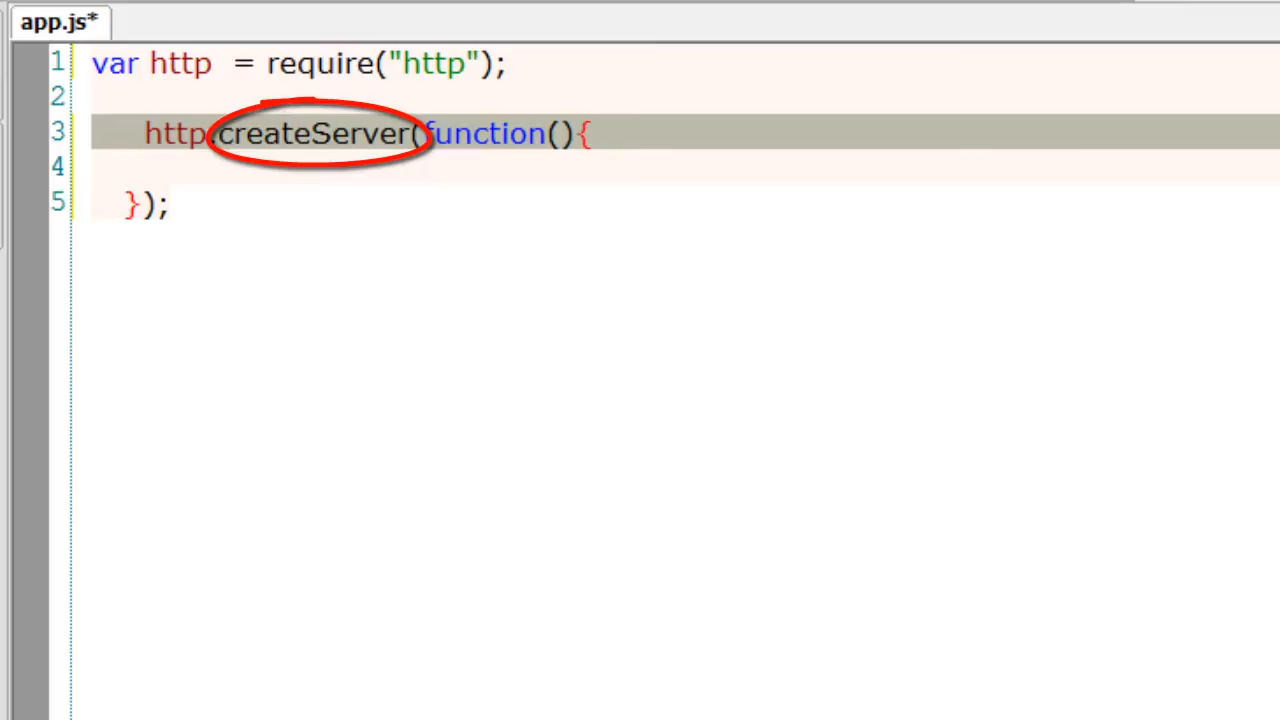 app.js*
1 var http  = require("http");
2
3 http.createServer(function(){
4
5 });